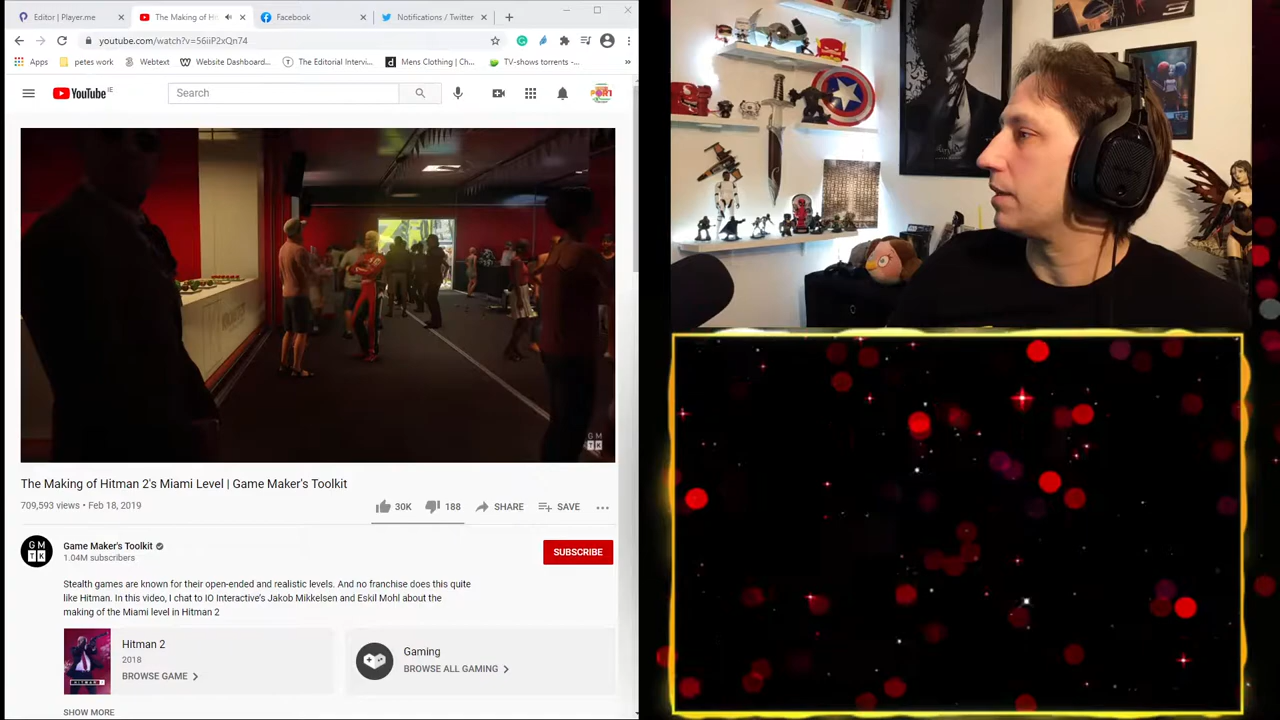 Editor | Player.me
The Making of Hi
Facebook
Notifications / Twitter
youtube.com/watch?v=56iiP2xQn74
Apps
petes work
Webtext
Website Dashboard...
The Editorial Intervi...
Mens Clothing | Ch...
TV-shows torrents -...
YouTube IE
Search
GM
TK
The Making of Hitman 2's Miami Level | Game Maker's Toolkit
709,593 views • Feb 18, 2019
30K
188
SHARE
SAVE
GM
TK
Game Maker's Toolkit
1.04M subscribers
SUBSCRIBE
Stealth games are known for their open-ended and realistic levels. And no franchise does this quite
like Hitman. In this video, I chat to IO Interactive's Jakob Mikkelsen and Eskil Mohl about the
making of the Miami level in Hitman 2
Hitman 2
2018
BROWSE GAME
Gaming
BROWSE ALL GAMING
SHOW MORE